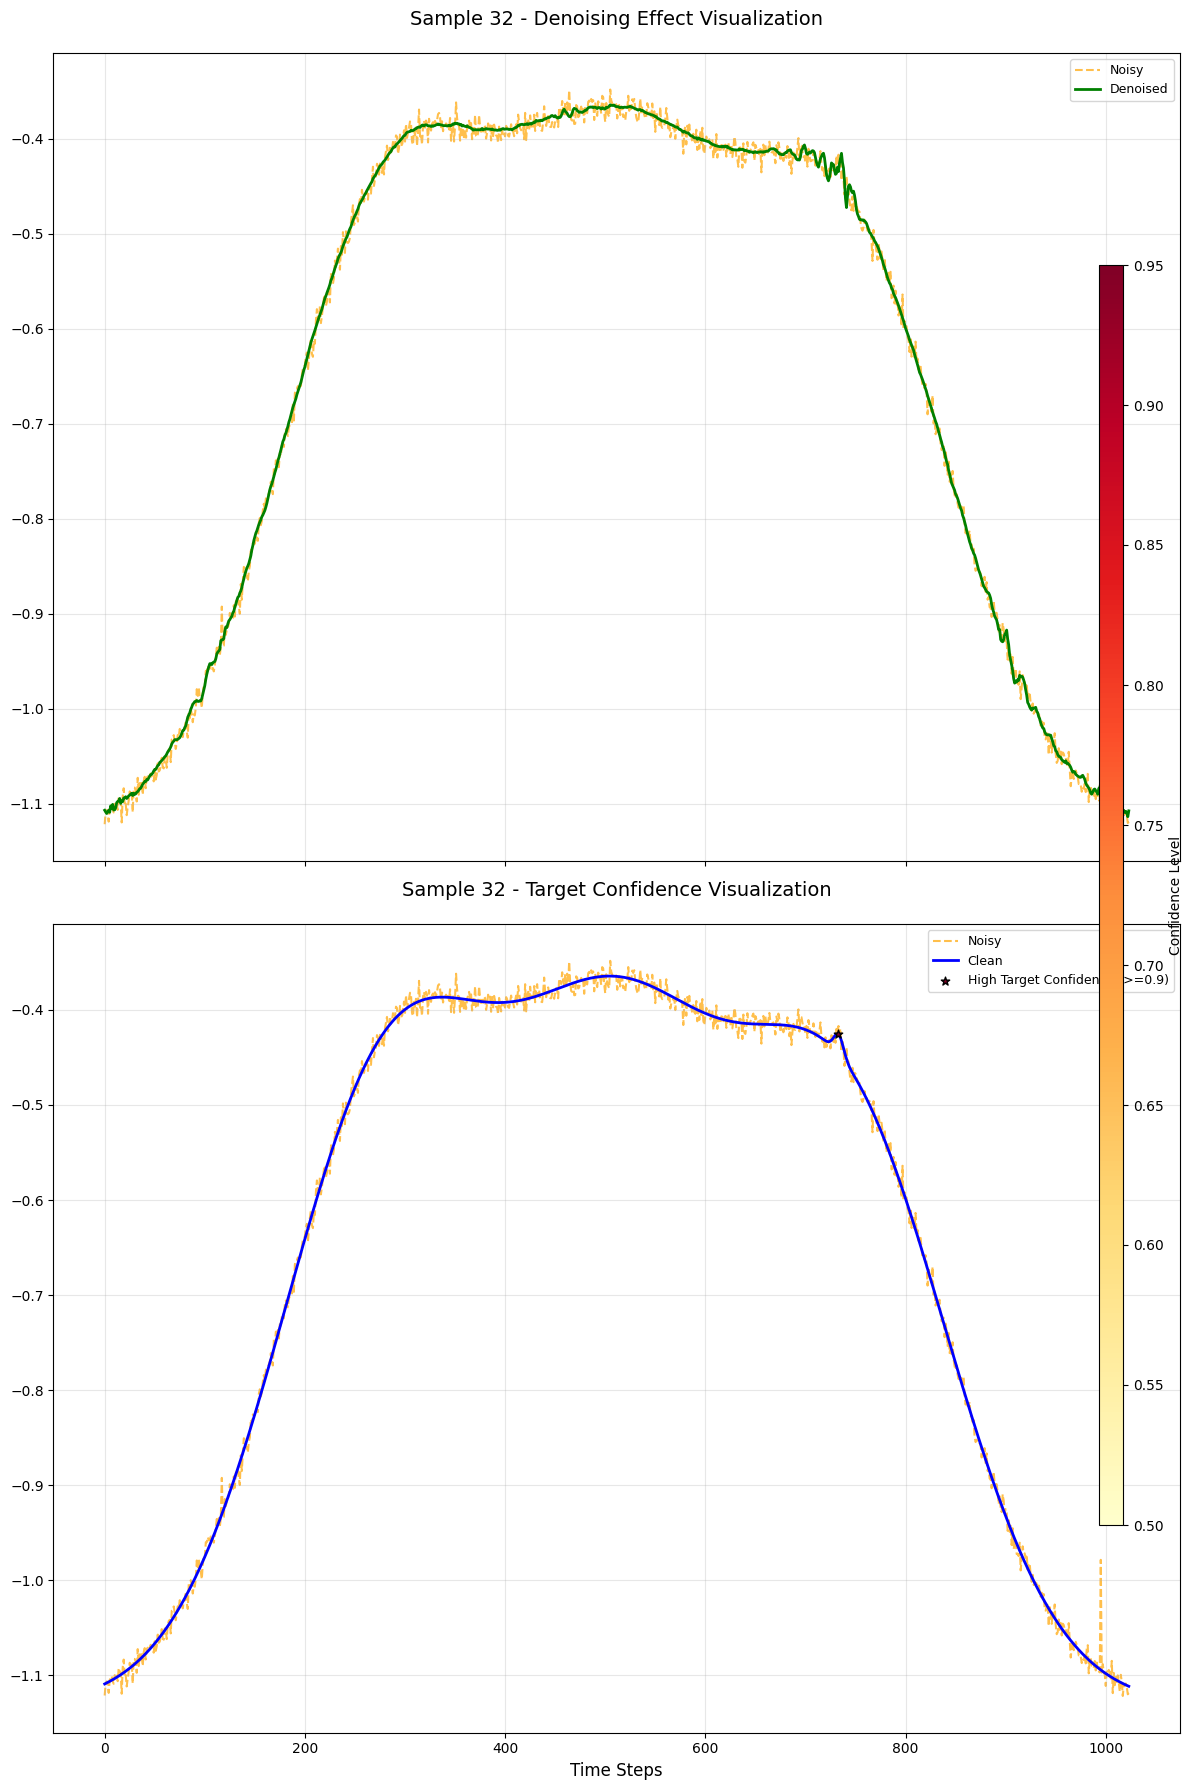 Sample 32 - Denoising Effect Visualization
Noisy
Denoised
−0.4
−0.5
−0.6
−0.7
−0.8
−0.9
−1.0
−1.1
0.95
0.90
0.85
0.80
0.75
0.70
0.65
0.60
0.55
0.50
Confidence Level
Sample 32 - Target Confidence Visualization
Noisy
Clean
High Target Confiden >=0.9)
−0.4
−0.5
−0.6
−0.7
−0.8
−0.9
−1.0
−1.1
0 200 400 600 800 1000
Time Steps